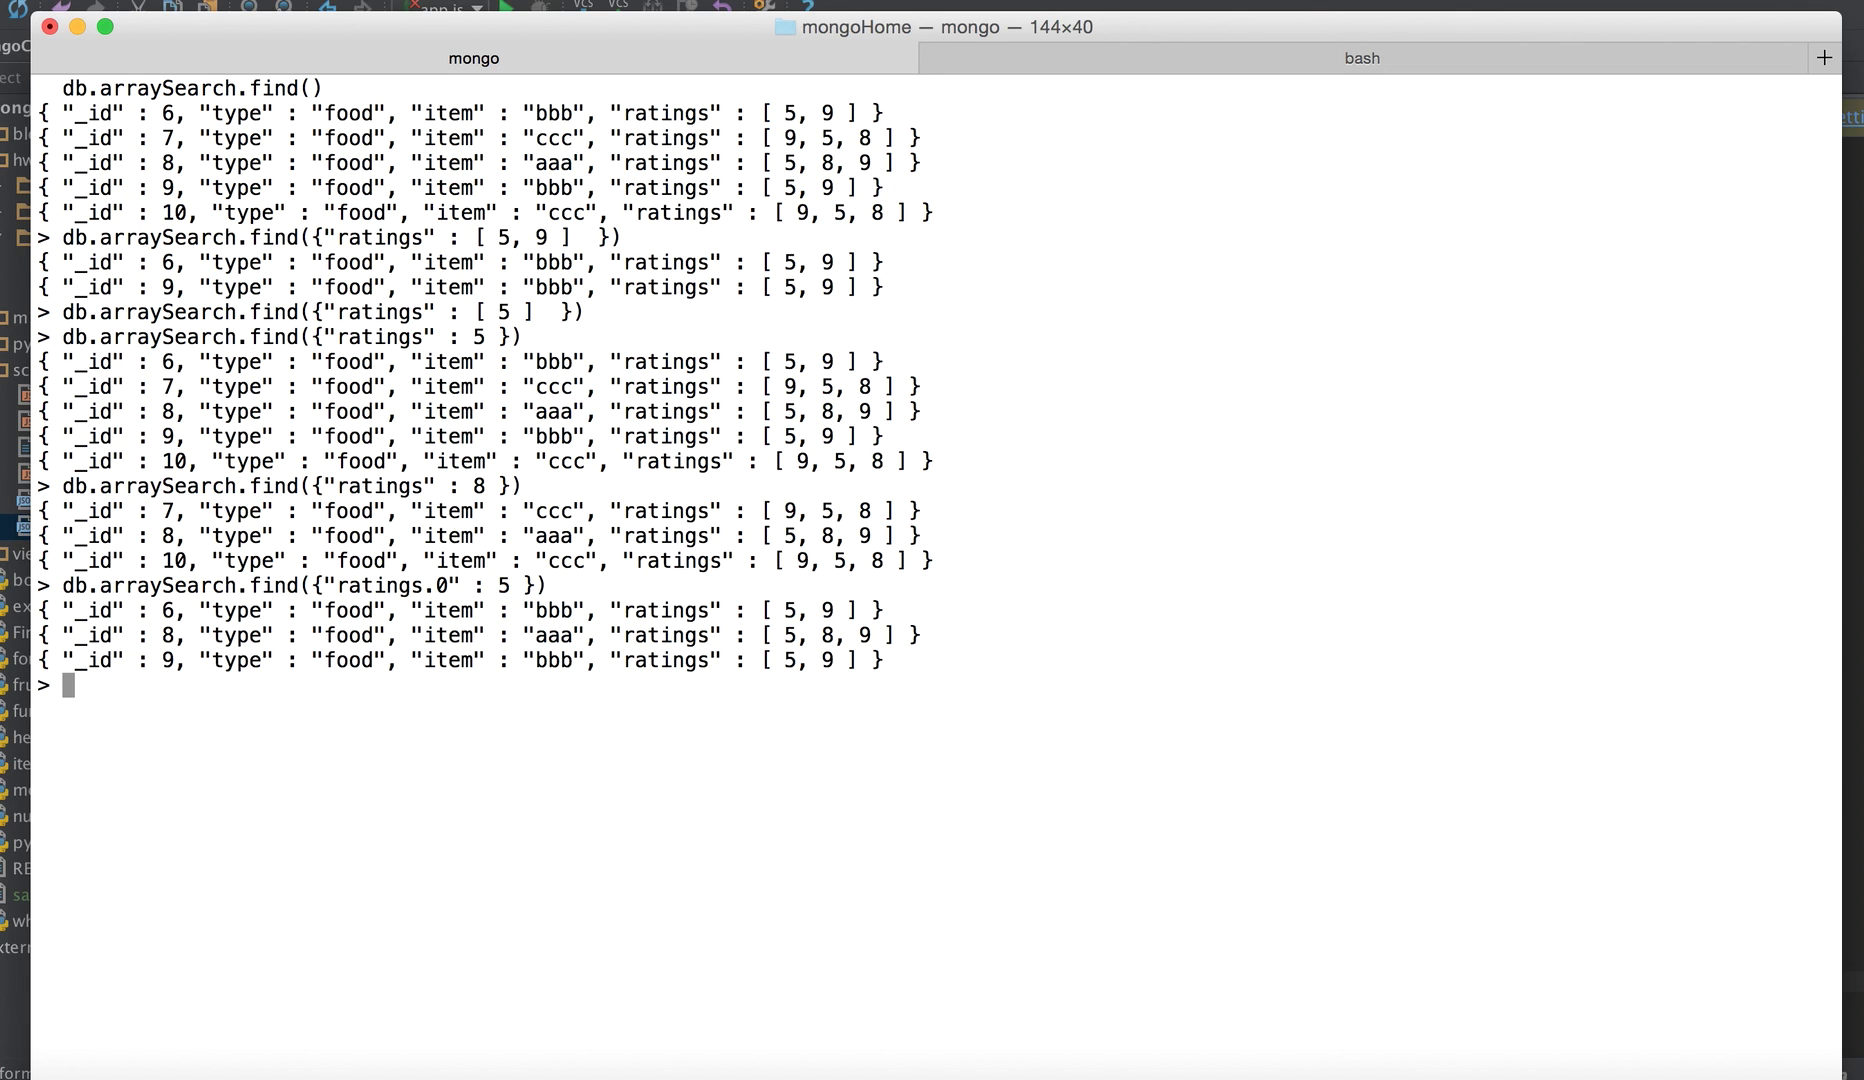 app.js
VCS VCS
mongoHome — mongo — 144×40
mongo
bash
+
db.arraySearch.find()
{ "_id" : 6, "type" : "food", "item" : "bbb", "ratings" : [ 5, 9 ] }
{ "_id" : 7, "type" : "food", "item" : "ccc", "ratings" : [ 9, 5, 8 ] }
{ "_id" : 8, "type" : "food", "item" : "aaa", "ratings" : [ 5, 8, 9 ] }
{ "_id" : 9, "type" : "food", "item" : "bbb", "ratings" : [ 5, 9 ] }
{ "_id" : 10, "type" : "food", "item" : "ccc", "ratings" : [ 9, 5, 8 ] }
> db.arraySearch.find({"ratings" : [ 5, 9 ]  })
{ "_id" : 6, "type" : "food", "item" : "bbb", "ratings" : [ 5, 9 ] }
{ "_id" : 9, "type" : "food", "item" : "bbb", "ratings" : [ 5, 9 ] }
> db.arraySearch.find({"ratings" : [ 5 ]  })
> db.arraySearch.find({"ratings" : 5 })
{ "_id" : 6, "type" : "food", "item" : "bbb", "ratings" : [ 5, 9 ] }
{ "_id" : 7, "type" : "food", "item" : "ccc", "ratings" : [ 9, 5, 8 ] }
{ "_id" : 8, "type" : "food", "item" : "aaa", "ratings" : [ 5, 8, 9 ] }
{ "_id" : 9, "type" : "food", "item" : "bbb", "ratings" : [ 5, 9 ] }
{ "_id" : 10, "type" : "food", "item" : "ccc", "ratings" : [ 9, 5, 8 ] }
> db.arraySearch.find({"ratings" : 8 })
{ "_id" : 7, "type" : "food", "item" : "ccc", "ratings" : [ 9, 5, 8 ] }
{ "_id" : 8, "type" : "food", "item" : "aaa", "ratings" : [ 5, 8, 9 ] }
{ "_id" : 10, "type" : "food", "item" : "ccc", "ratings" : [ 9, 5, 8 ] }
> db.arraySearch.find({"ratings.0" : 5 })
{ "_id" : 6, "type" : "food", "item" : "bbb", "ratings" : [ 5, 9 ] }
{ "_id" : 8, "type" : "food", "item" : "aaa", "ratings" : [ 5, 8, 9 ] }
{ "_id" : 9, "type" : "food", "item" : "bbb", "ratings" : [ 5, 9 ] }
>